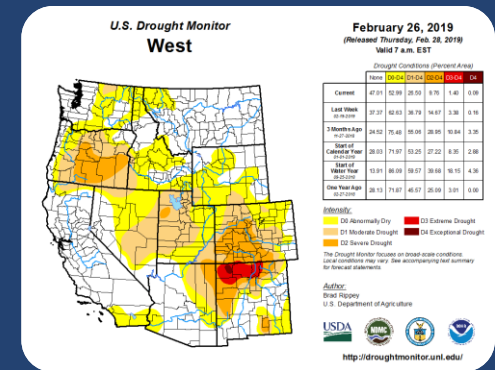 U.S. Drought Monitor
West
February 26, 2019
(Released Thursday, Feb. 28, 2019)
Valid 7 a.m. EST
Drought Conditions (Percent Area)
None D0-D4 D1-D4 D2-D4 D3-D4 D4
Current 47.01 52.99 26.50 9.76 1.40 0.09
Last Week 37.37 62.63 36.78 14.67 3.38 0.16
3 Months Ago 24.52 75.48 55.06 28.95 10.84 3.35
Start of
Calendar Year 28.03 71.97 53.25 27.22 8.35 2.88
Start of
Water Year 13.91 86.09 59.57 39.68 18.15 4.36
One Year Ago 28.13 71.87 45.57 25.09 3.01 0.00
Intensity:
D0 Abnormally Dry
D1 Moderate Drought
D2 Severe Drought
D3 Extreme Drought
D4 Exceptional Drought
The Drought Monitor focuses on broad-scale conditions.
Local conditions may vary. See accompanying text summary
for forecast statements.
Author:
Brad Rippey
U.S. Department of Agriculture
USDA
NDMC
http://droughtmonitor.unl.edu/